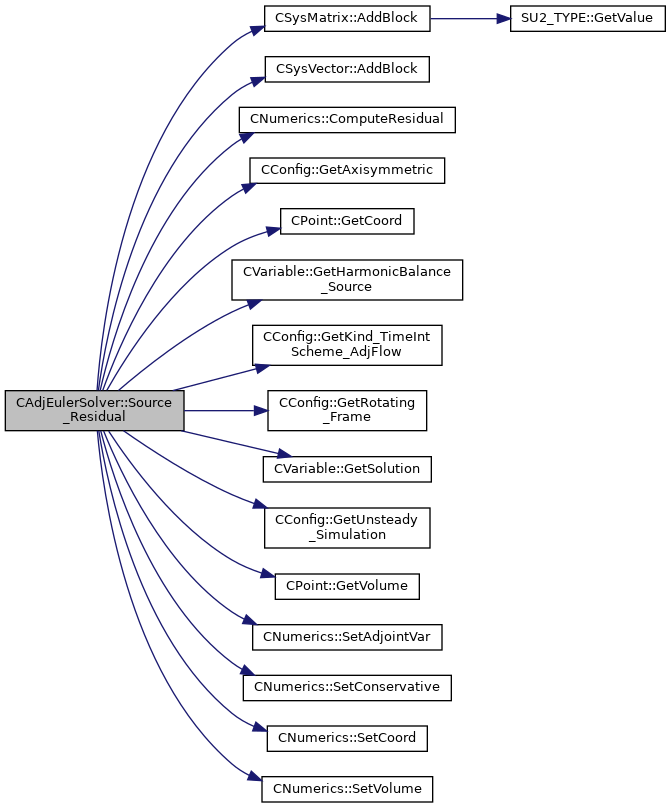 CSysMatrix::AddBlock
SU2_TYPE::GetValue
CSysVector::AddBlock
CNumerics::ComputeResidual
CConfig::GetAxisymmetric
CPoint::GetCoord
CVariable::GetHarmonicBalance
_Source
CConfig::GetKind_TimeInt
Scheme_AdjFlow
CAdjEulerSolver::Source
_Residual
CConfig::GetRotating
_Frame
CVariable::GetSolution
CConfig::GetUnsteady
_Simulation
CPoint::GetVolume
CNumerics::SetAdjointVar
CNumerics::SetConservative
CNumerics::SetCoord
CNumerics::SetVolume